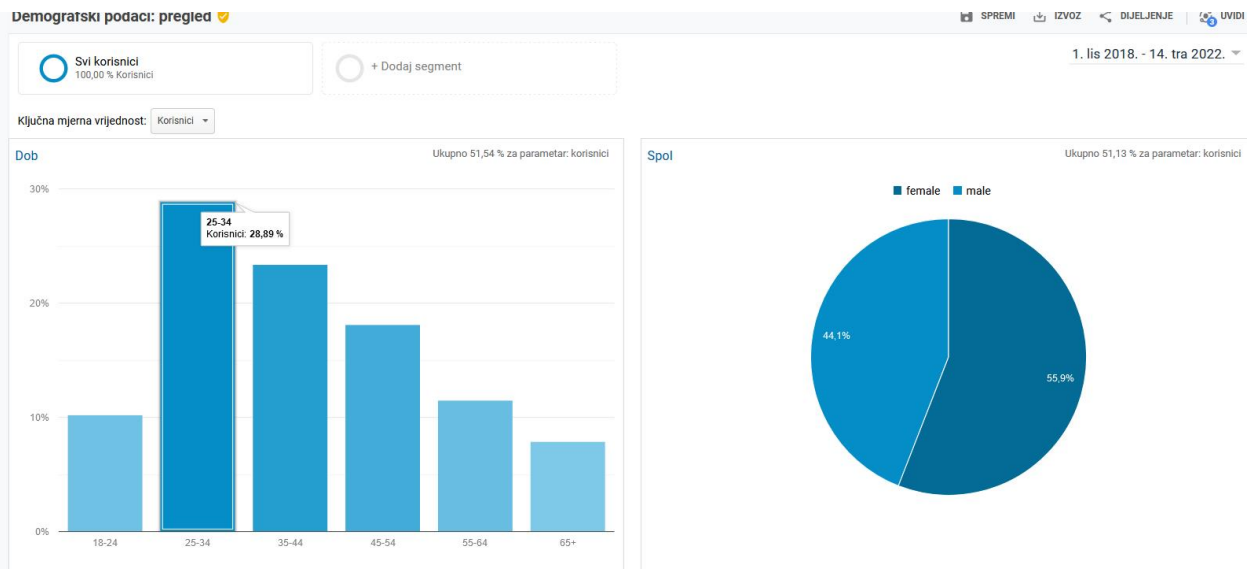 Demografski podaci: pregled
SPREMI IZVOZ DIJELJENJE 3 UVIDI
Svi korisnici
100,00 % Korisnici
+ Dodaj segment
1. lis 2018. - 14. tra 2022.
Ključna mjerna vrijednost: Korisnici
Dob
Ukupno 51,54 % za parametar: korisnici
30%
20%
10%
0%
25-34
Korisnici: 28,89 %
18-24 25-34 35-44 45-54 55-64 65+
Spol
Ukupno 51,13 % za parametar: korisnici
female male
44,1%
55,9%